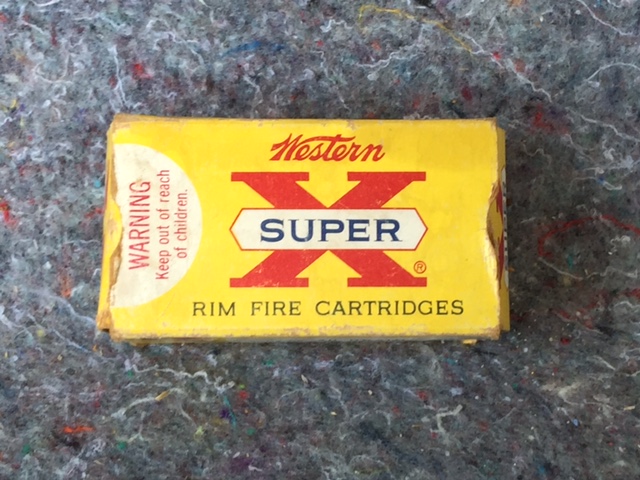 Western
X
SUPER
®
RIM FIRE CARTRIDGES
WARNING
Keep out of reach
of children.